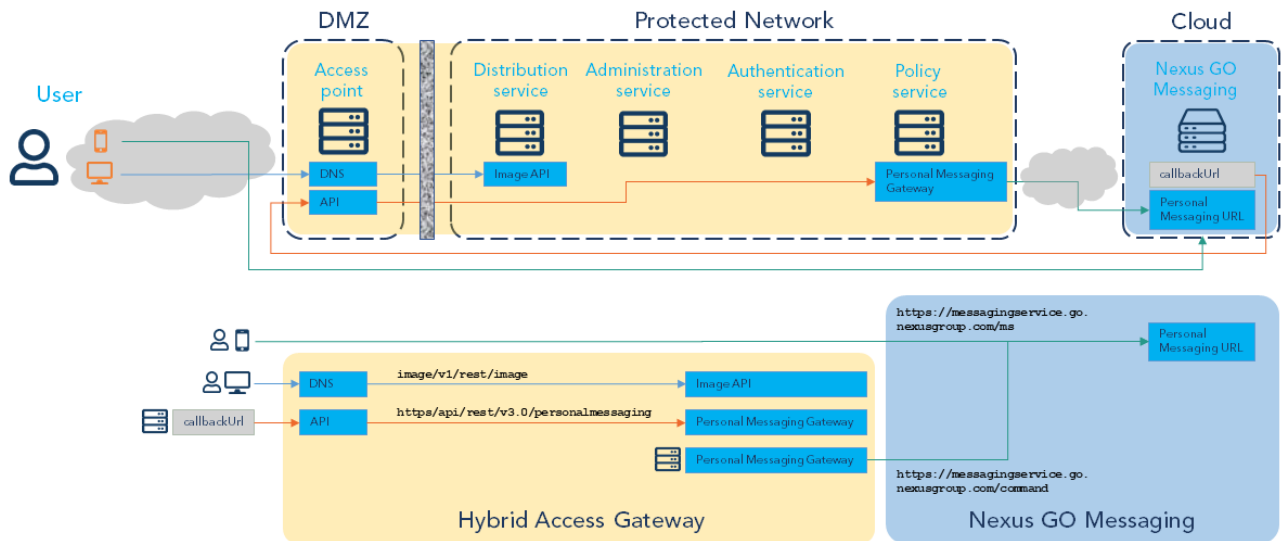 DMZ
Protected Network
Cloud
User
Access
point
Distribution
service
Administration
service
Authentication
service
Policy
service
Nexus GO
Messaging
DNS
Image API
Personal Messaging
Gateway
callbackUrl
API
Personal
Messaging URL
https://messagingservice.go.
nexusgroup.com/ms
Personal
Messaging URL
DNS
image/v1/rest/image
Image API
callbackUrl
API
https/api/rest/v3.0/personalmessaging
Personal Messaging Gateway
Personal Messaging Gateway
https://messagingservice.go.
nexusgroup.com/command
Hybrid Access Gateway
Nexus GO Messaging